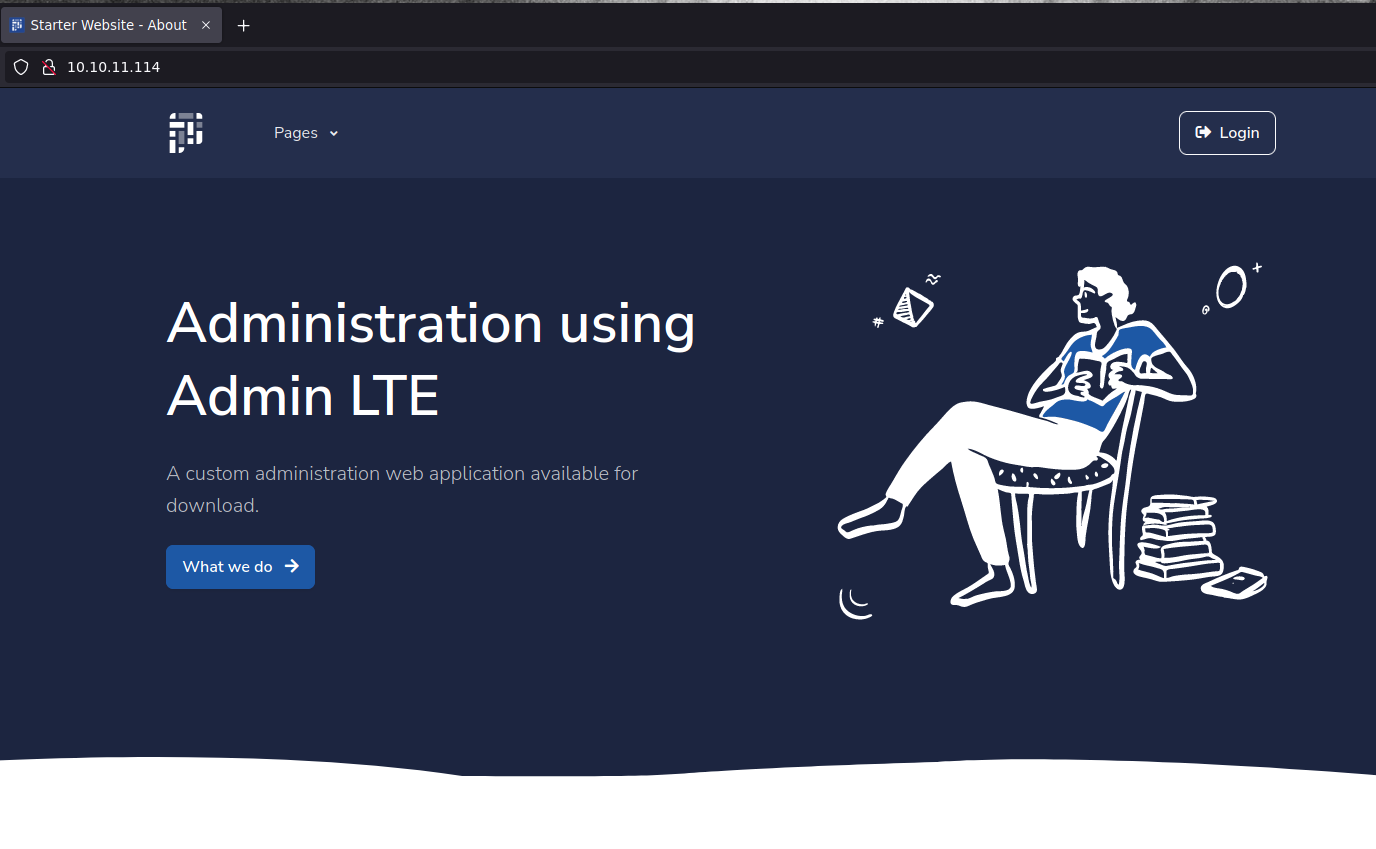 Starter Website - About
10.10.11.114
Pages
Login
Administration using
Admin LTE
A custom administration web application available for
download.
What we do